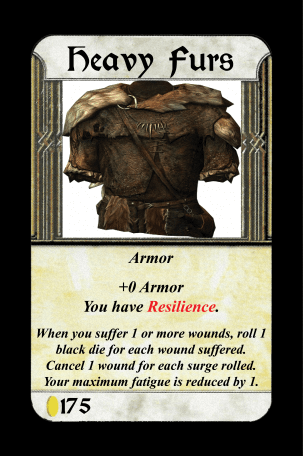 Heavy Furs
Armor
+0 Armor
You have Resilience.
When you suffer 1 or more wounds, roll 1
black die for each wound suffered.
Cancel 1 wound for each surge rolled.
Your maximum fatigue is reduced by 1.
175